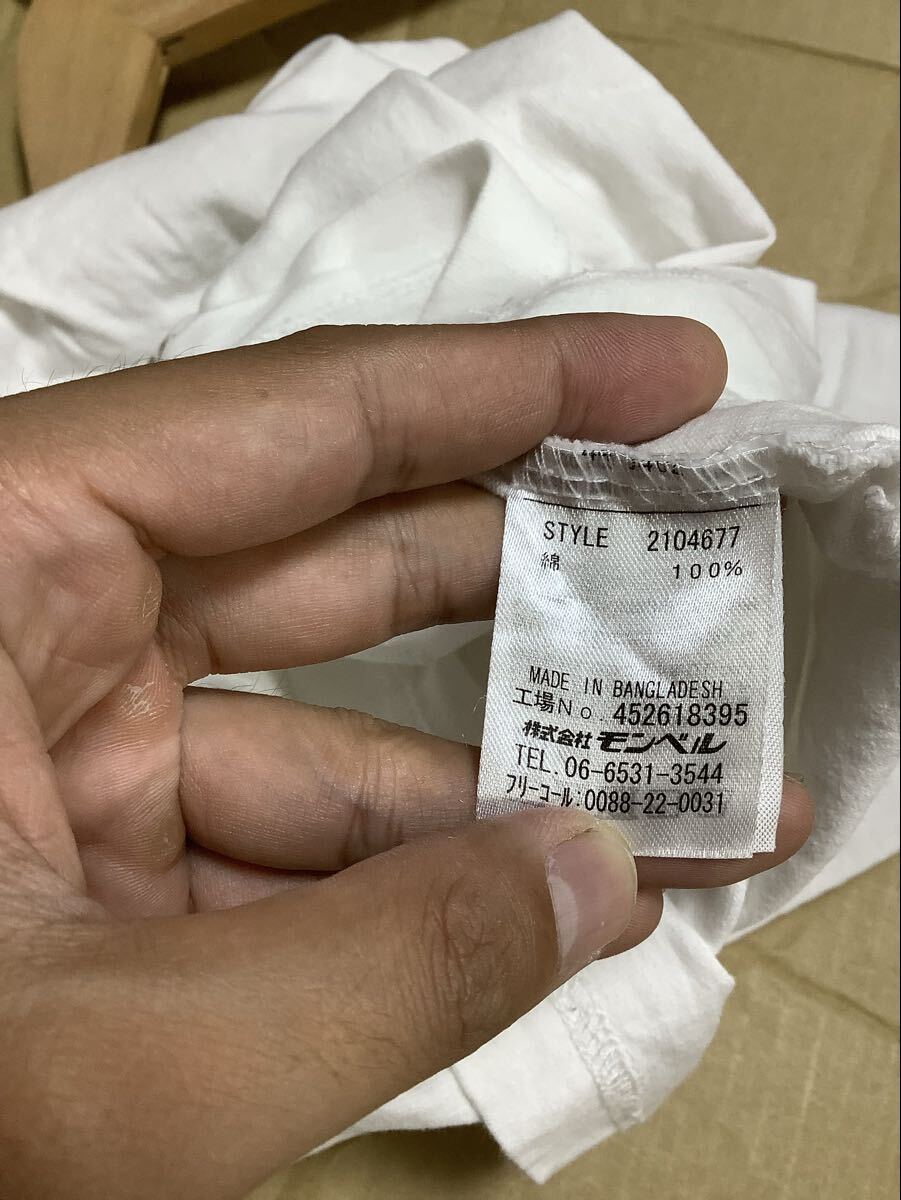 STYLE 2104677
綿 100%
MADE IN BANGLADESH
工場No. 452618395
株式会社 モンベル
TEL. 06-6531-3544
フリーコール:0088-22-0031